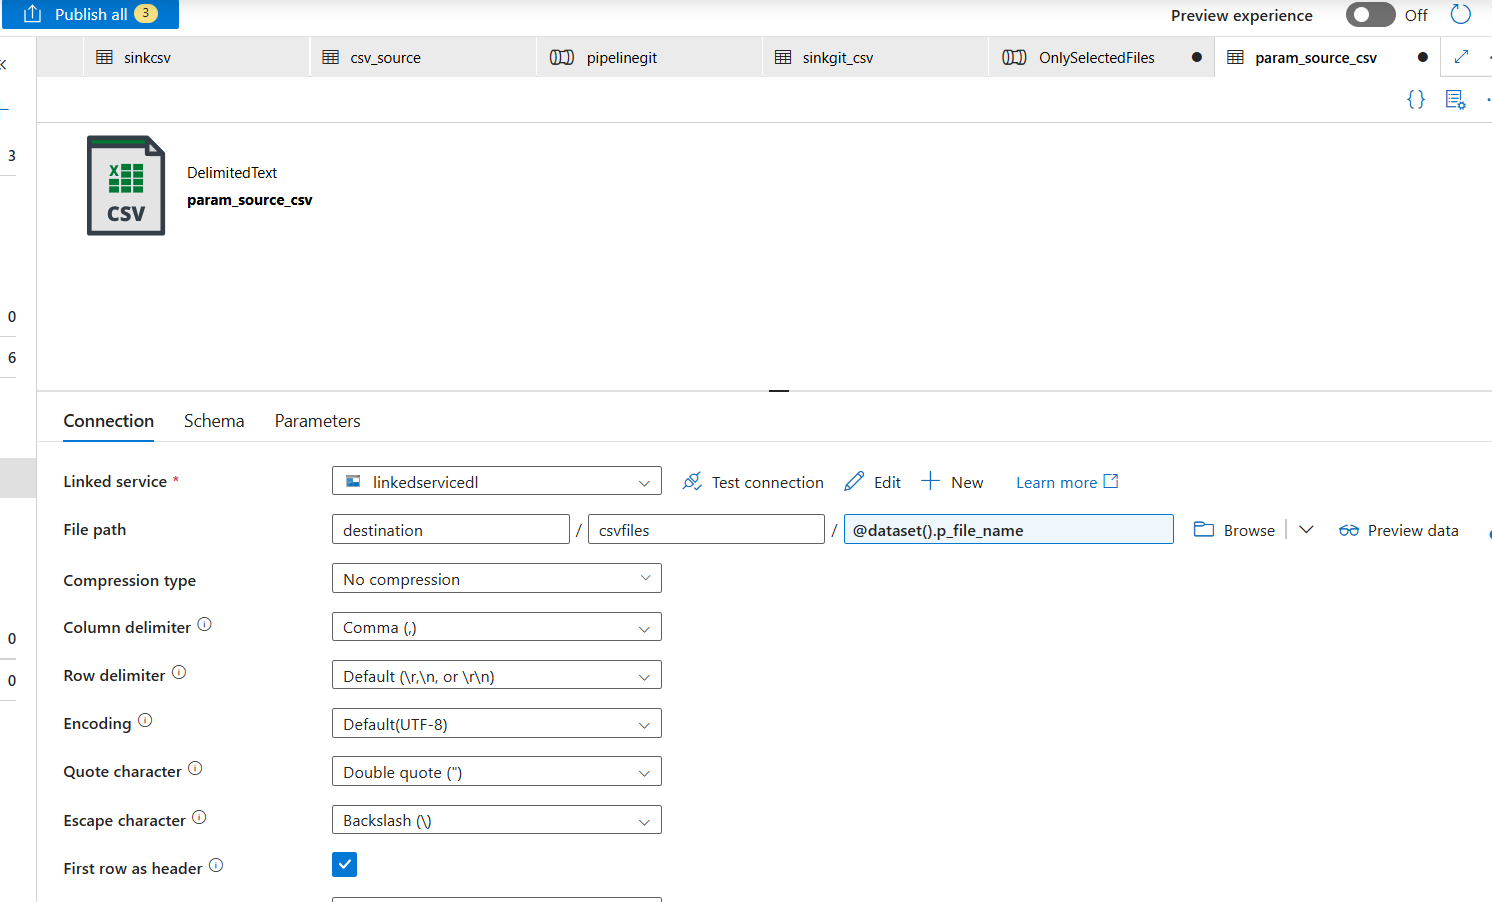 Publish all 3
Preview experience Off
sinkcsv csv_source pipelinegit sinkgit_csv OnlySelectedFiles param_source_csv
{}
3
DelimitedText
X
CSV
param_source_csv
0
6
Connection Schema Parameters
Linked service * linkedservicedl Test connection Edit New Learn more
File path destination / csvfiles / @dataset().p_file_name Browse Preview data
Compression type No compression
Column delimiter Comma (,)
0
Row delimiter Default (\r,\n, or \r\n)
0
Encoding Default(UTF-8)
Quote character Double quote (")
Escape character Backslash (\)
First row as header